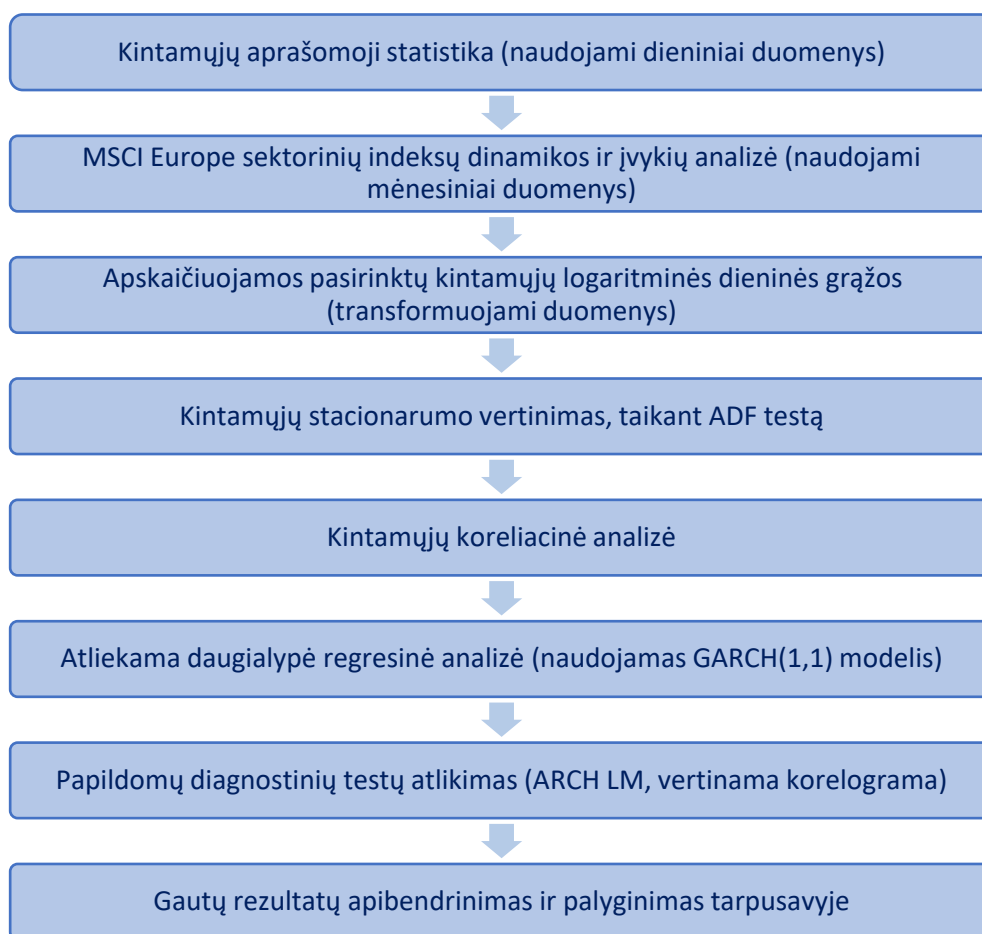 Kintamųjų aprašomoji statistika (naudojami dieniniai duomenys)
MSCI Europe sektorinių indeksų dinamikos ir įvykių analizė (naudojami
mėnesiniai duomenys)
Apskaičiuojamos pasirinktų kintamųjų logaritminės dieninės grąžos
(transformuojami duomenys)
Kintamųjų stacionarumo vertinimas, taikant ADF testą
Kintamųjų koreliacinė analizė
Atliekama daugialypė regresinė analizė (naudojamas GARCH(1,1) modelis)
Papildomų diagnostinių testų atlikimas (ARCH LM, vertinama korelograma)
Gautų rezultatų apibendrinimas ir palyginimas tarpusavyje